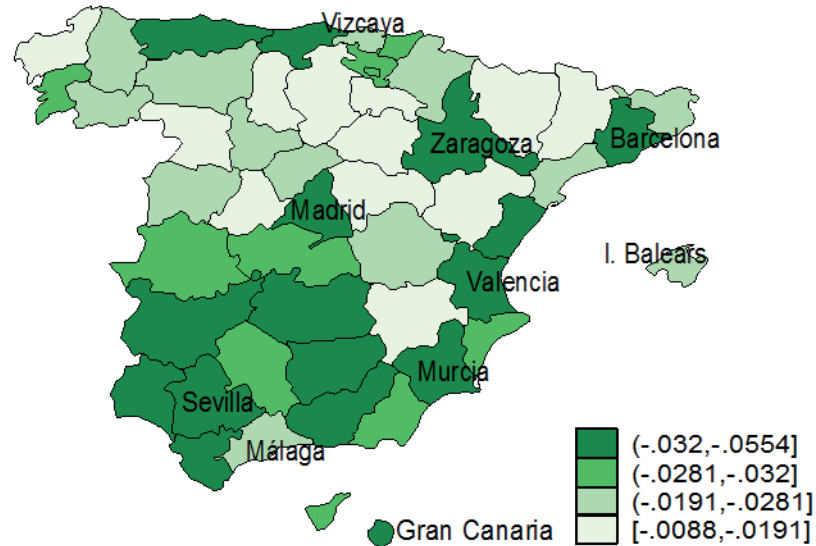 Vizcaya
Zaragoza
Barcelona
Madrid
I. Balears
Valencia
Murcia
Sevilla
Málaga
Gran Canaria
(-.032,-.0554]
(-.0281,-.032]
(-.0191,-.0281]
[-.0088,-.0191]